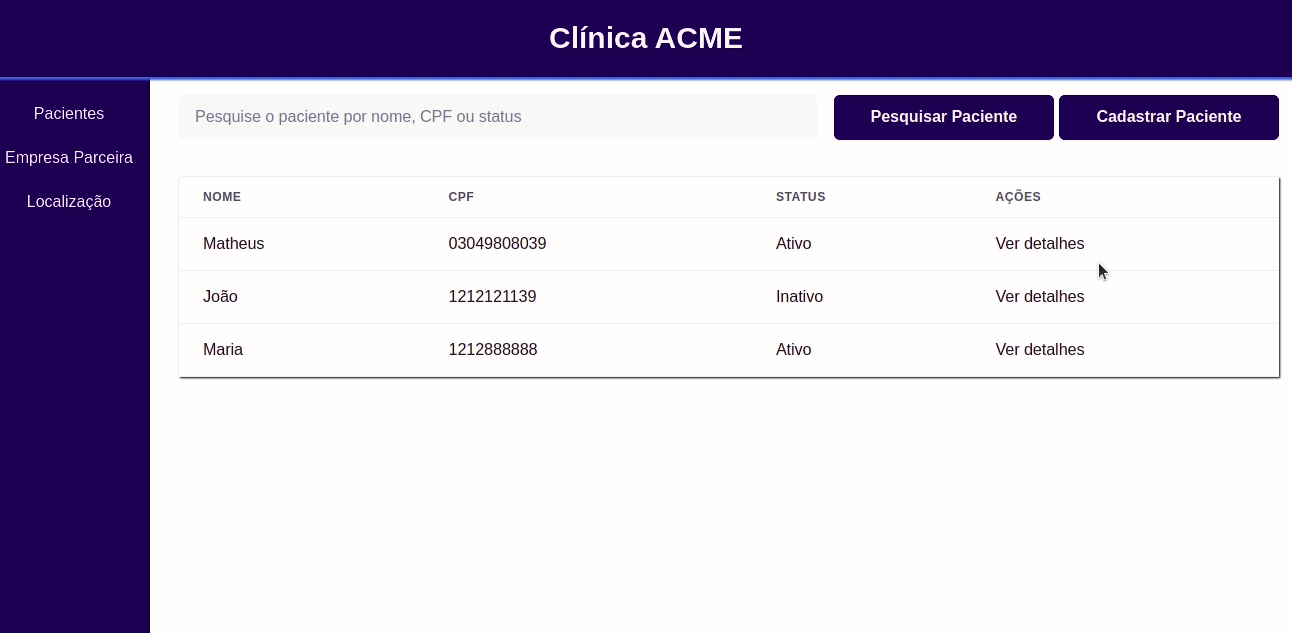 Clínica ACME
Pacientes
Empresa Parceira
Localização
Pesquise o paciente por nome, CPF ou status
Pesquisar Paciente
Cadastrar Paciente
NOME CPF STATUS AÇÕES
Matheus 03049808039 Ativo Ver detalhes
João 1212121139 Inativo Ver detalhes
Maria 1212888888 Ativo Ver detalhes